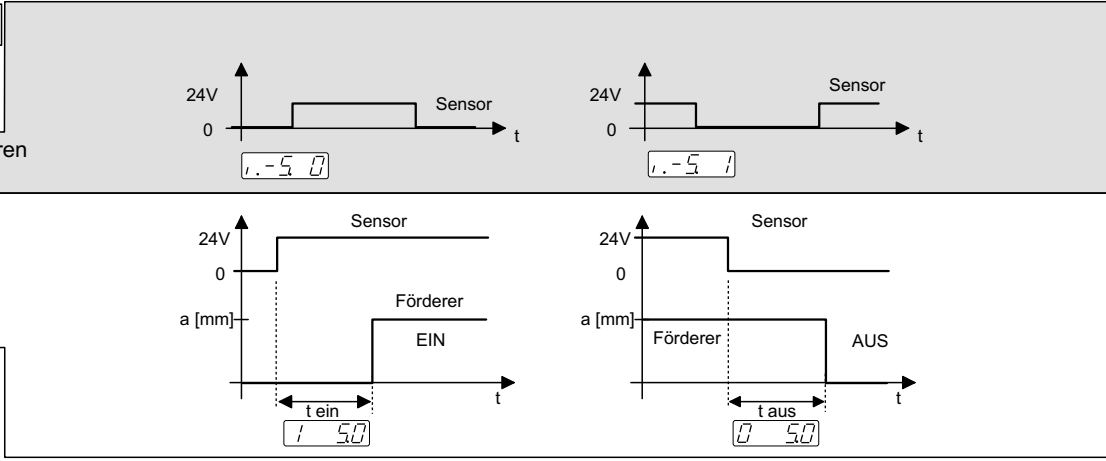 24V
Sensor
0
t
ı.-S. 0
24V
Sensor
0
t
ı.-S. 1
ren
Sensor
24V
0
Förderer
a [mm]
EIN
t
t ein
1 5.0
Sensor
24V
0
a [mm]
Förderer
AUS
t
t aus
0 5.0